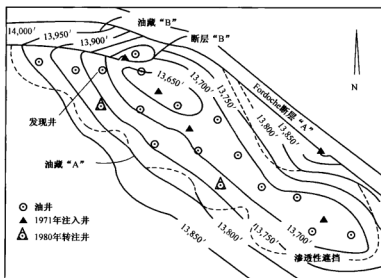 油藏“B”
断层“B”
14,000′
13,950′
13,900′
13,650′
13,700′
13,750′
Fordoche断层“A”
13,800′
13,850′
N
发现井
油藏“A”
油井
1971年注入井
1980年转注井
13,850′
13,800′
13,750′
13,700′
渗透性遮挡